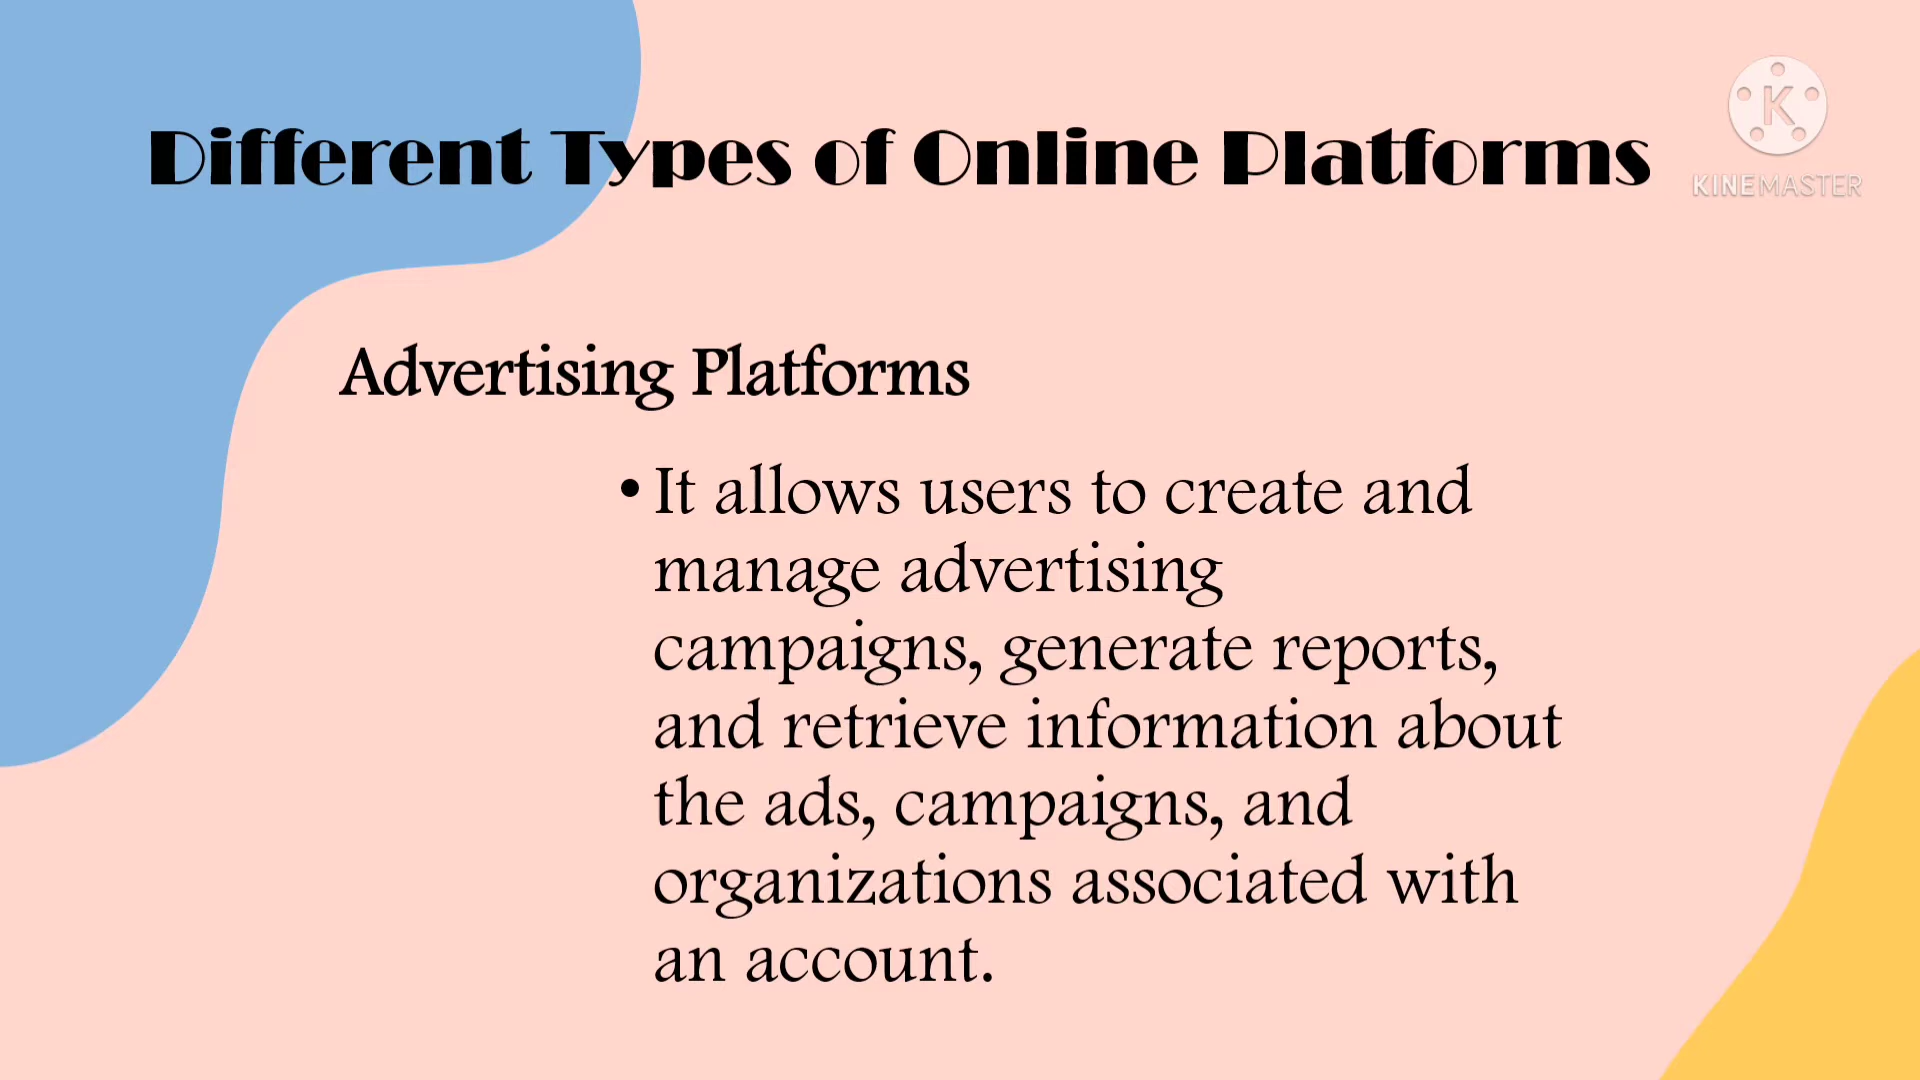 Different Types of Online Platforms
K
KINEMASTER
Advertising Platforms
• It allows users to create and
manage advertising
campaigns, generate reports,
and retrieve information about
the ads, campaigns, and
organizations associated with
an account.